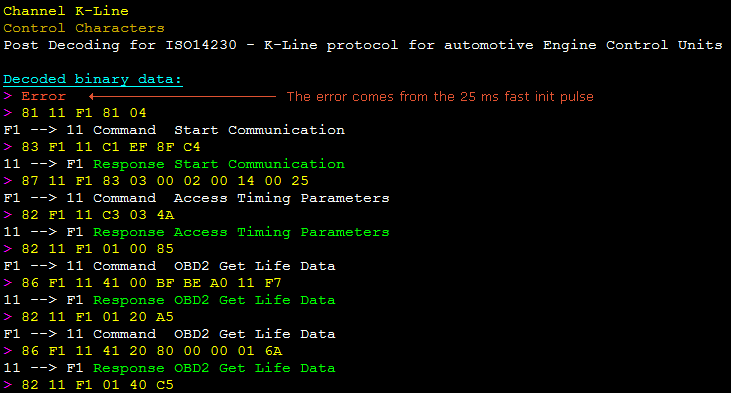 Channel K-Line
Control Characters
Post Decoding for ISO14230 - K-Line protocol for automotive Engine Control Units
Decoded binary data:
> Error The error comes from the 25 ms fast init pulse
> 81 11 F1 81 04
F1 --> 11 Command  Start Communication
> 83 F1 11 C1 EF 8F C4
11 --> F1 Response Start Communication
> 87 11 F1 83 03 00 02 00 14 00 25
F1 --> 11 Command  Access Timing Parameters
> 82 F1 11 C3 03 4A
11 --> F1 Response Access Timing Parameters
> 82 11 F1 01 00 85
F1 --> 11 Command  OBD2 Get Life Data
> 86 F1 11 41 00 BF BE A0 11 F7
11 --> F1 Response OBD2 Get Life Data
> 82 11 F1 01 20 A5
F1 --> 11 Command  OBD2 Get Life Data
> 86 F1 11 41 20 80 00 00 01 6A
11 --> F1 Response OBD2 Get Life Data
> 82 11 F1 01 40 C5